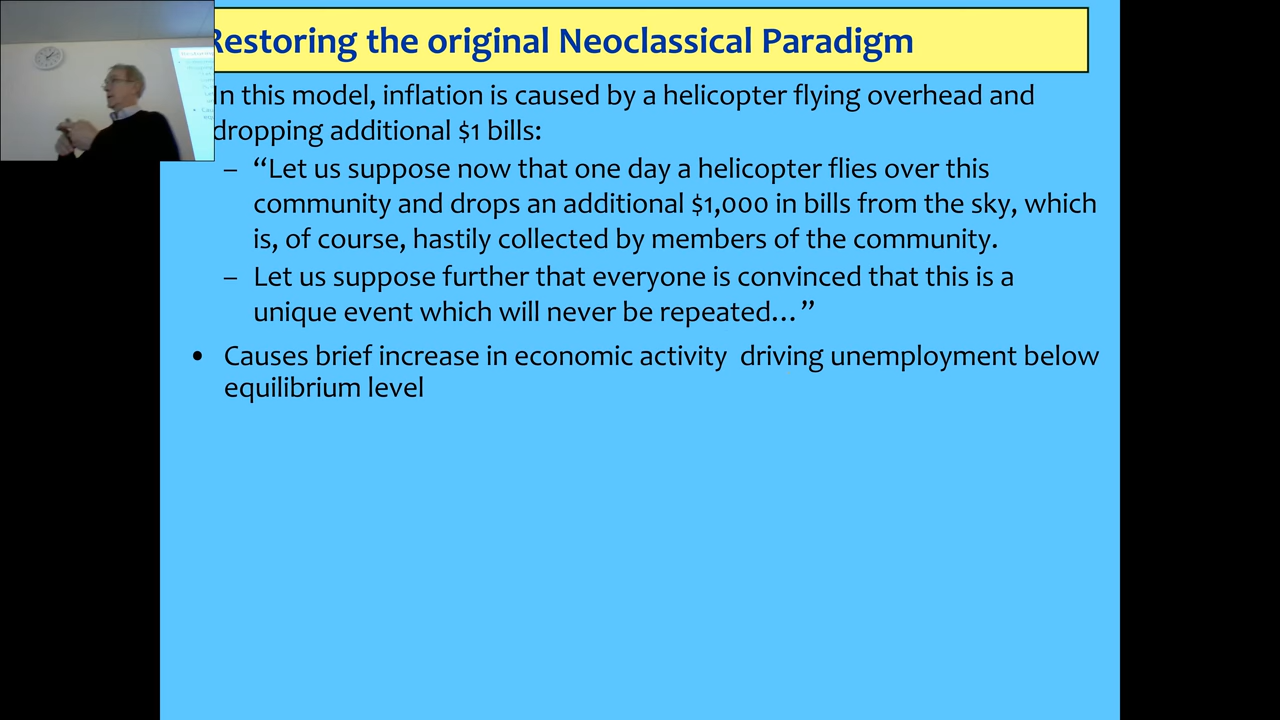 Restoring the original Neoclassical Paradigm
In this model, inflation is caused by a helicopter flying overhead and
dropping additional $1 bills:
– “Let us suppose now that one day a helicopter flies over this
community and drops an additional $1,000 in bills from the sky, which
is, of course, hastily collected by members of the community.
– Let us suppose further that everyone is convinced that this is a
unique event which will never be repeated…”
• Causes brief increase in economic activity driving unemployment below
equilibrium level